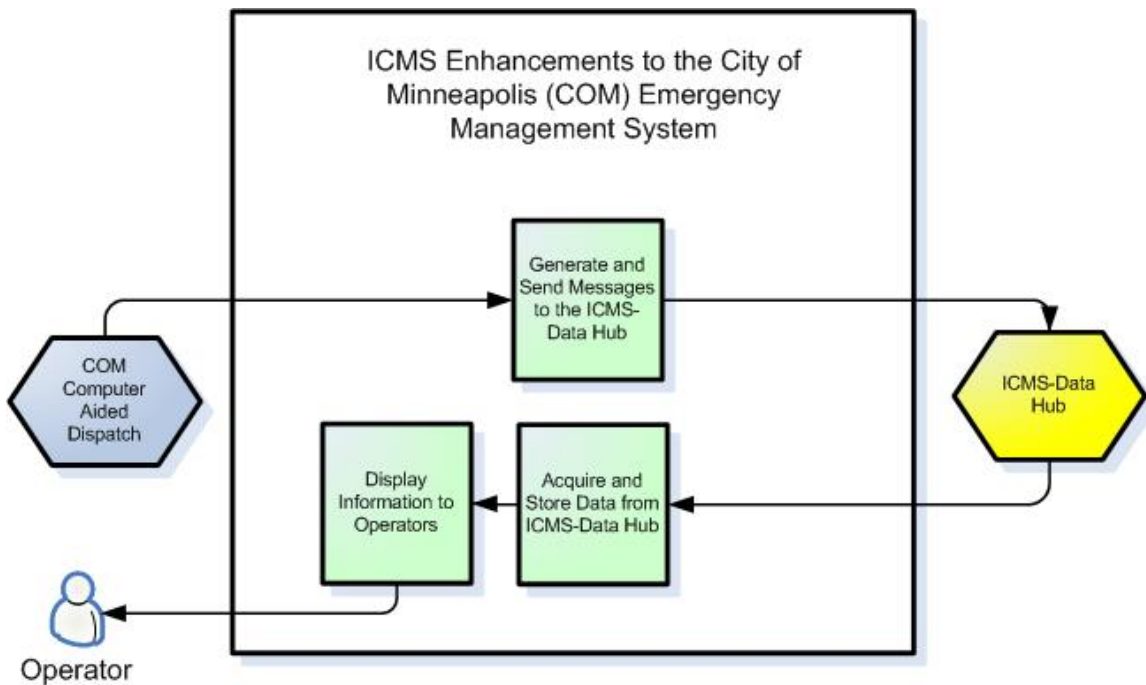 ICMS Enhancements to the City of
Minneapolis (COM) Emergency
Management System
Generate and
Send Messages
to the ICMS-
Data Hub
COM
Computer
Aided
Dispatch
ICMS-Data
Hub
Display
Information to
Operators
Acquire and
Store Data from
ICMS-Data Hub
Operator